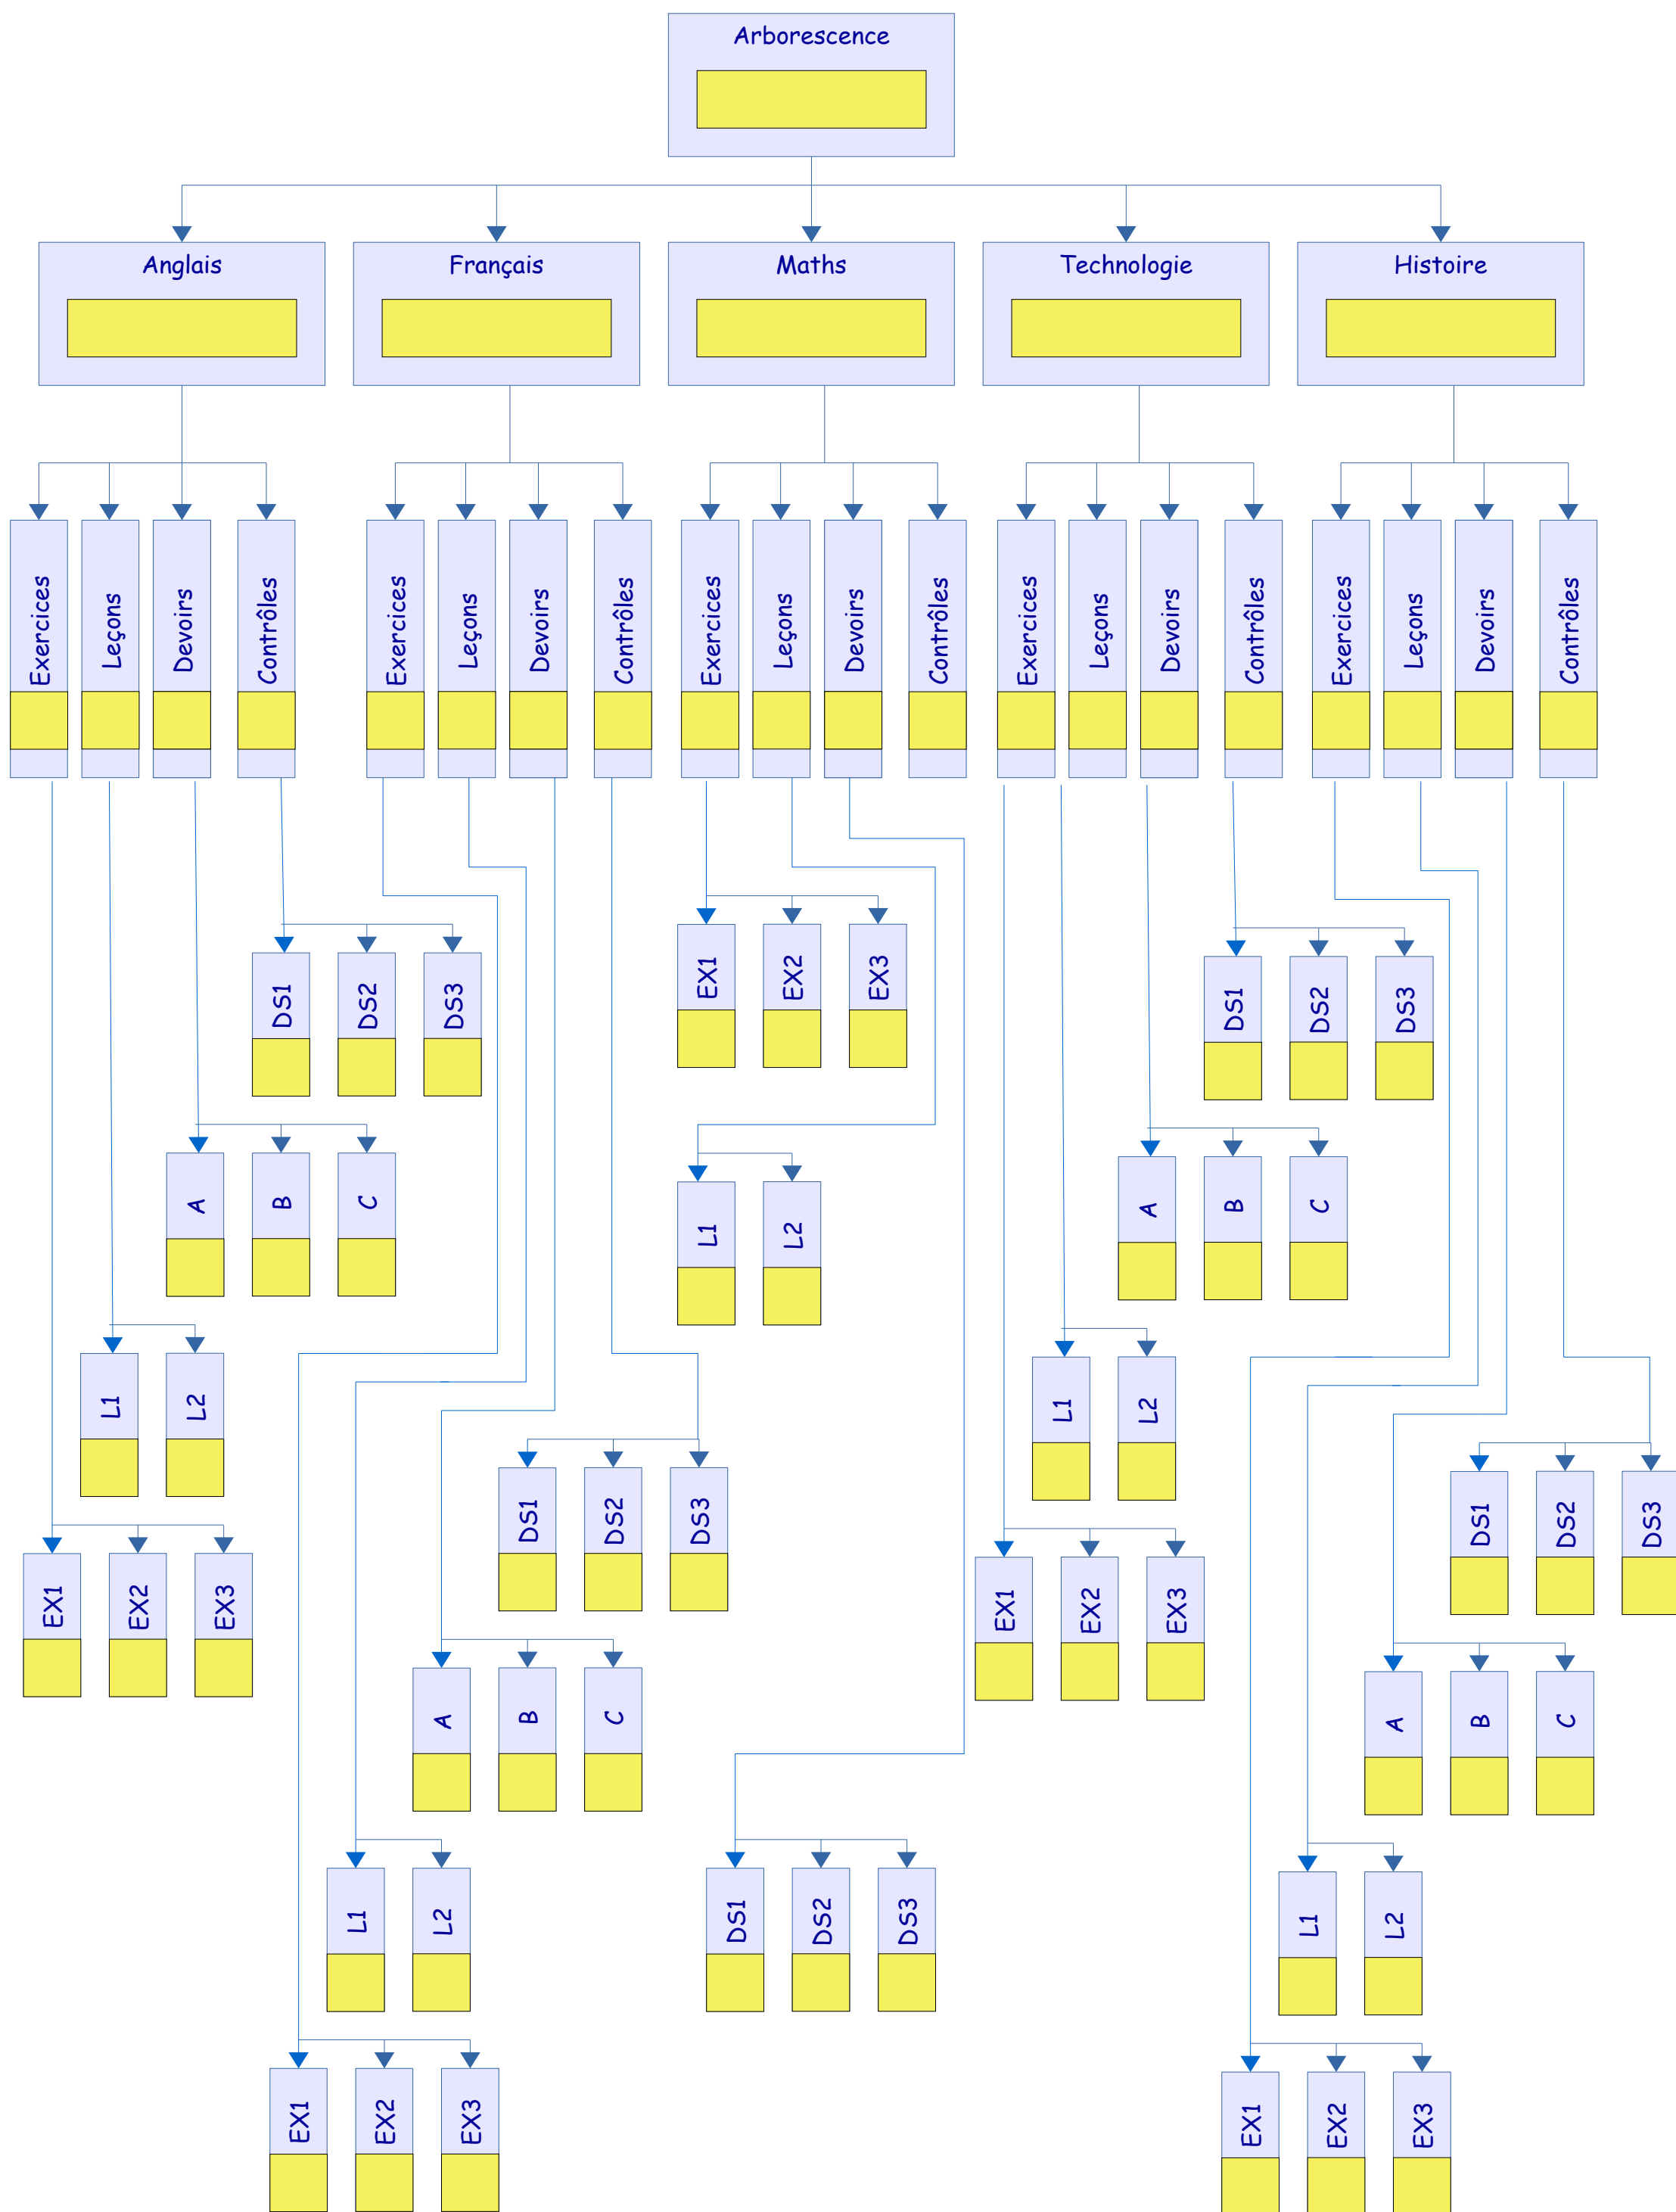 Arborescence
Anglais
Français
Maths
Technologie
Histoire
Exercices
Leçons
Devoirs
Contrôles
Exercices
Leçons
Devoirs
Contrôles
Exercices
Leçons
Devoirs
Contrôles
Exercices
Leçons
Devoirs
Contrôles
Exercices
Leçons
Devoirs
Contrôles
EX1
EX2
EX3
DS1
DS2
DS3
DS1
DS2
DS3
A
B
C
A
B
C
L1
L2
L1
L2
L1
L2
DS1
DS2
DS3
DS1
DS2
DS3
EX1
EX2
EX3
EX1
EX2
EX3
A
B
C
A
B
C
L1
L2
DS1
DS2
DS3
L1
L2
EX1
EX2
EX3
EX1
EX2
EX3